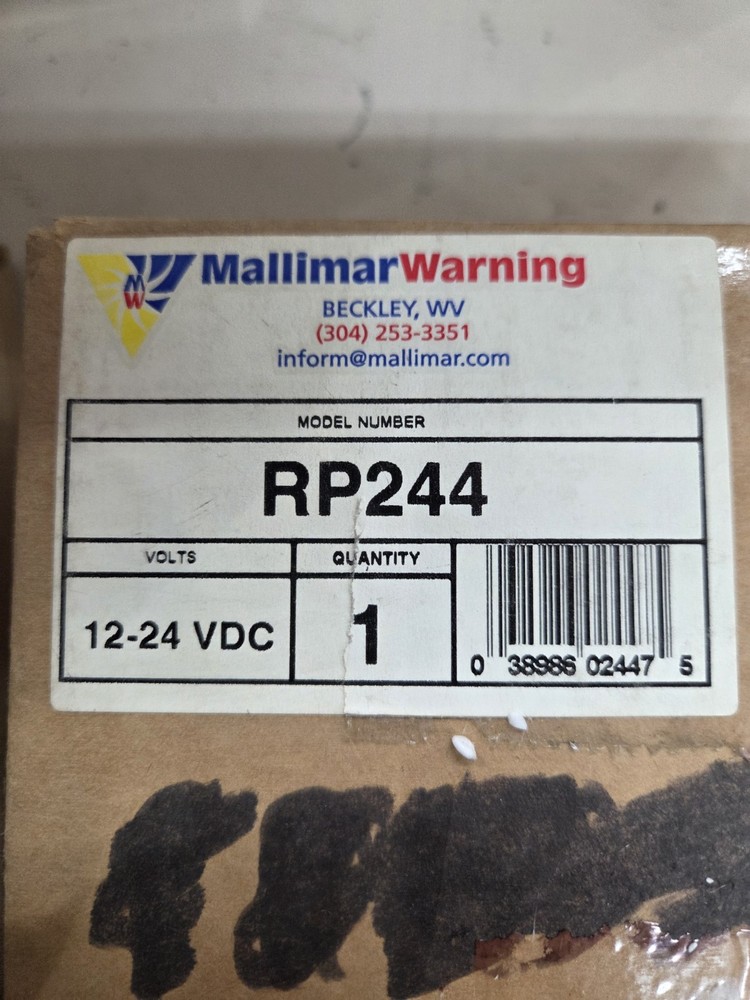 MW
MallimarWarning
BECKLEY, WV
(304) 253-3351
inform@mallimar.com
MODEL NUMBER
RP244
VOLTS
QUANTITY
12-24 VDC
1
0 38986 02447 5